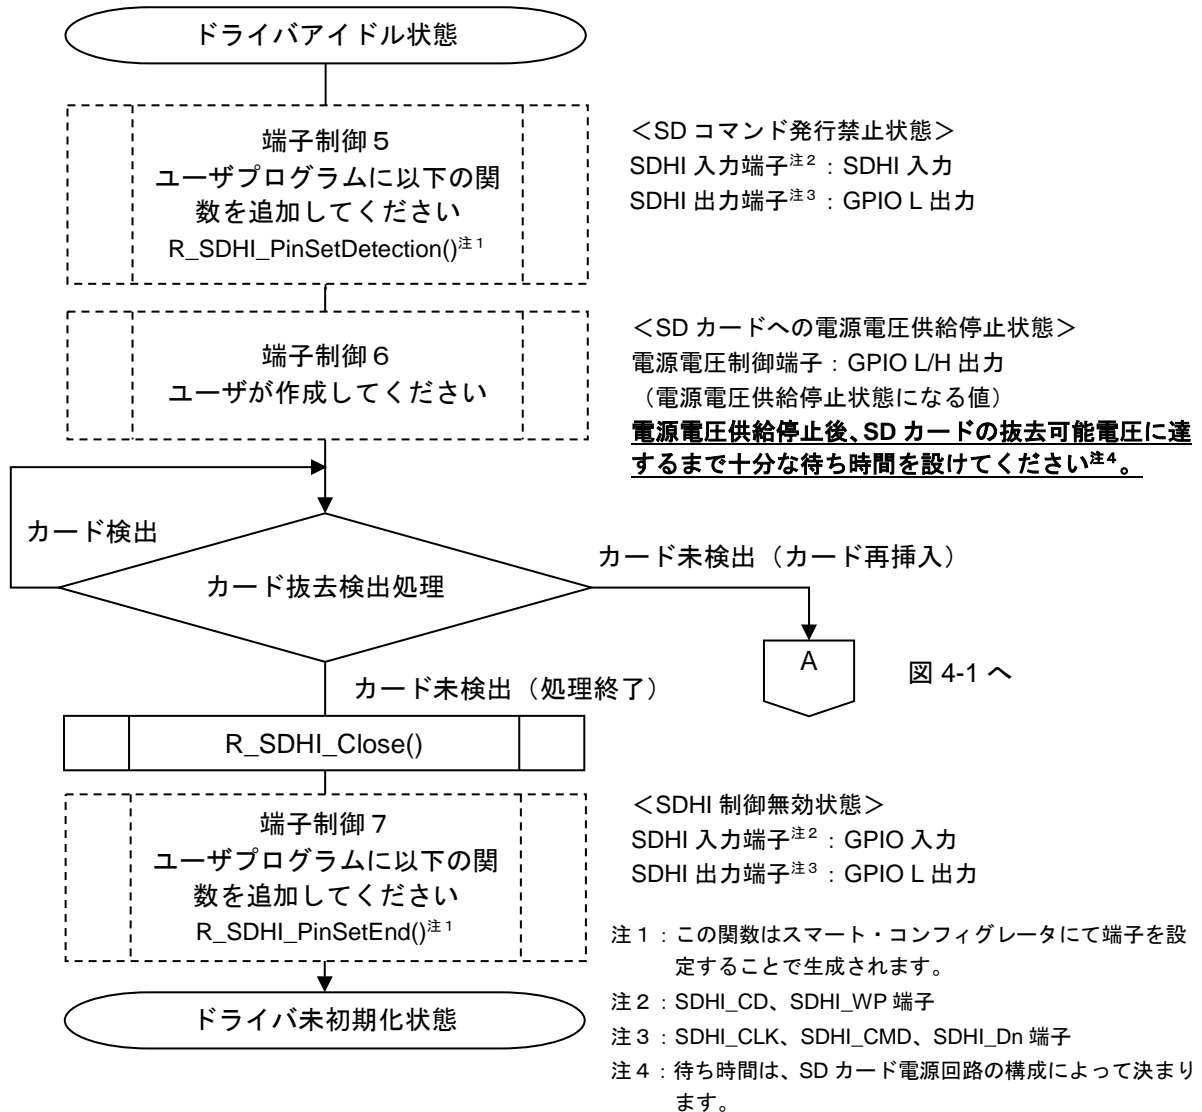 ドライバアイドル状態
端子制御５
ユーザプログラムに以下の関
数を追加してください
R_SDHI_PinSetDetection()注１
＜SD コマンド発行禁止状態＞
SDHI 入力端子注２：SDHI 入力
SDHI 出力端子注３：GPIO L 出力
端子制御６
ユーザが作成してください
＜SD カードへの電源電圧供給停止状態＞
電源電圧制御端子：GPIO L/H 出力
（電源電圧供給停止状態になる値）
電源電圧供給停止後、SD カードの抜去可能電圧に達
するまで十分な待ち時間を設けてください注４。
カード検出
カード抜去検出処理
カード未検出（カード再挿入）
A
図 4-1 へ
カード未検出（処理終了）
R_SDHI_Close()
端子制御７
ユーザプログラムに以下の関
数を追加してください
R_SDHI_PinSetEnd()注１
＜SDHI 制御無効状態＞
SDHI 入力端子注２：GPIO 入力
SDHI 出力端子注３：GPIO L 出力
ドライバ未初期化状態
注１：この関数はスマート・コンフィグレータにて端子を設
定することで生成されます。
注２：SDHI_CD、SDHI_WP 端子
注３：SDHI_CLK、SDHI_CMD、SDHI_Dn 端子
注４：待ち時間は、SD カード電源回路の構成によって決まり
ます。